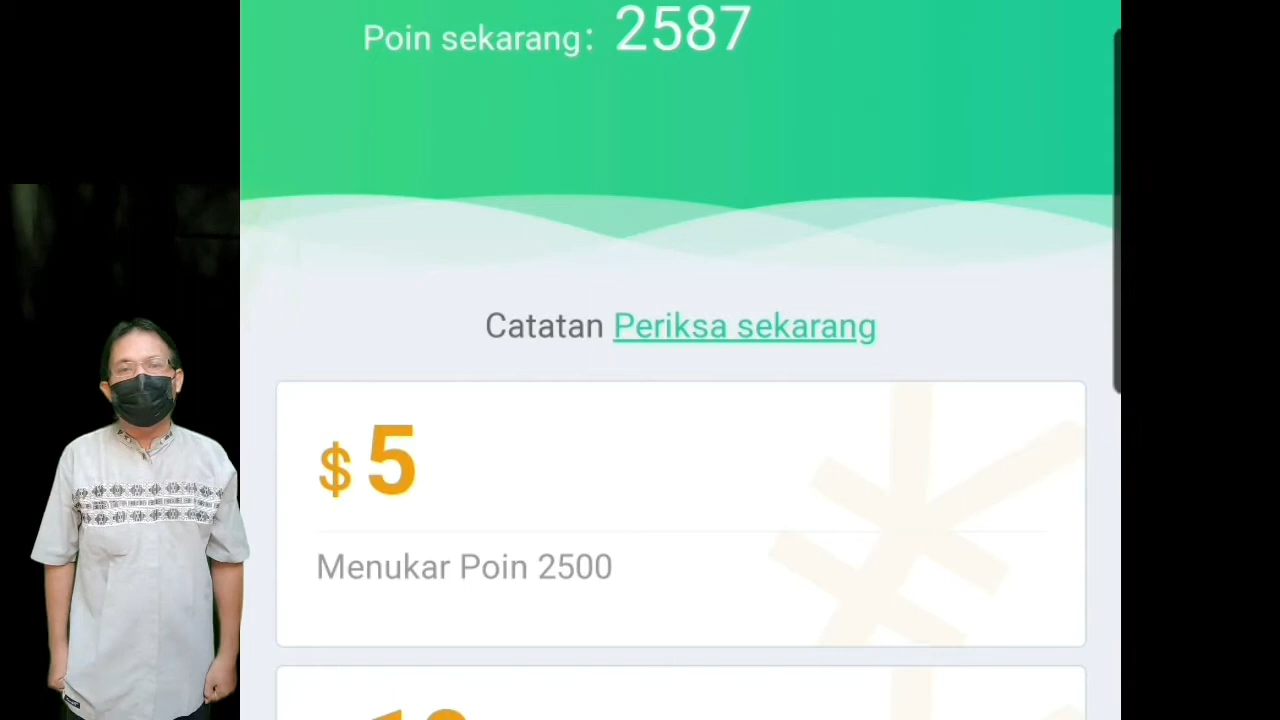 Poin sekarang: 2587
Catatan Periksa sekarang
$ 5
Menukar Poin 2500